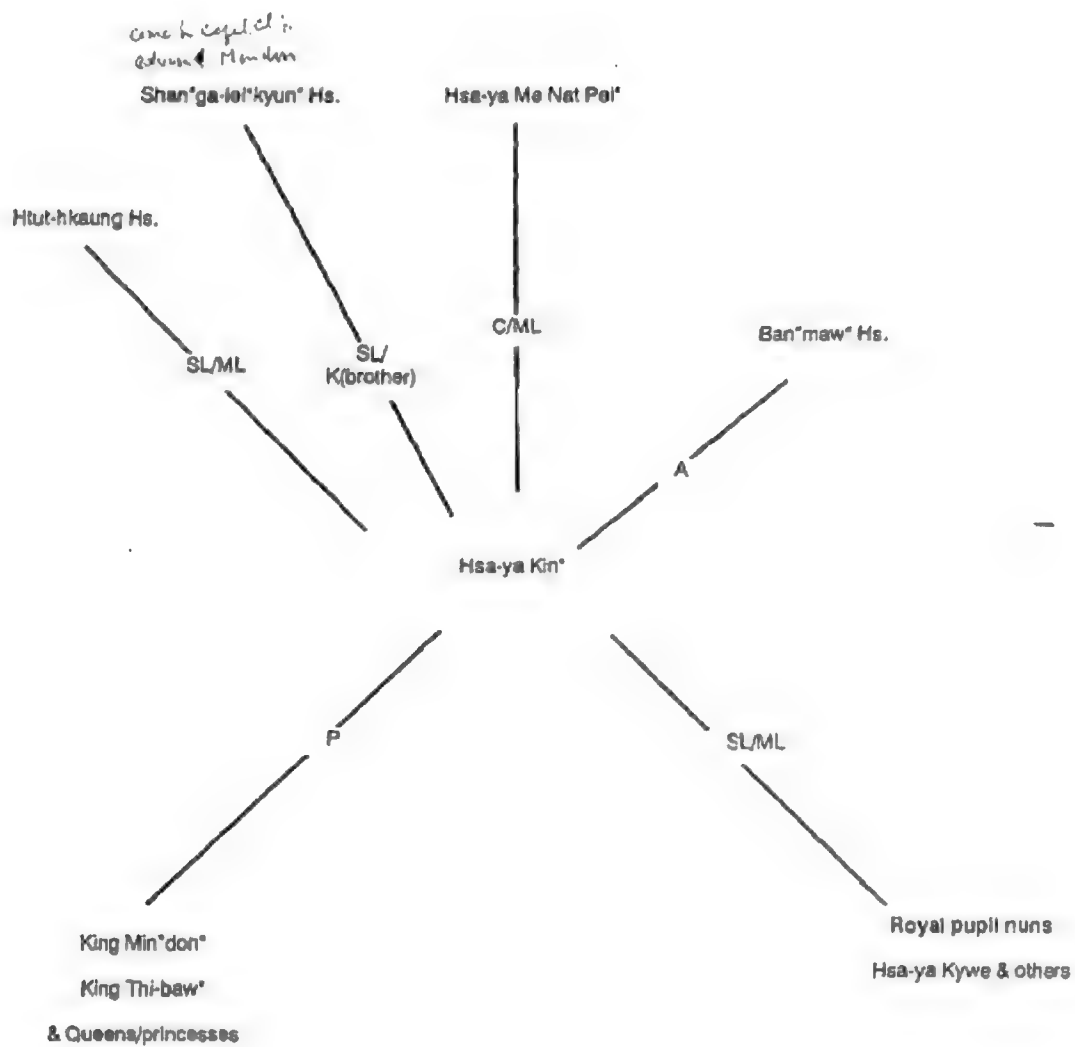 Shan"ga-lei"kyun" Hs.
Hsa-ya Me Nat Pei"
Htut-hkaung Hs.
C/ML
Ban"maw" Hs.
SL/ML
SL/
K(brother)
A
Hsa-ya Kin"
P
SL/ML
King Min"don"
King Thi-baw"
& Queens/princesses
Royal pupil nuns
Hsa-ya Kywe & others